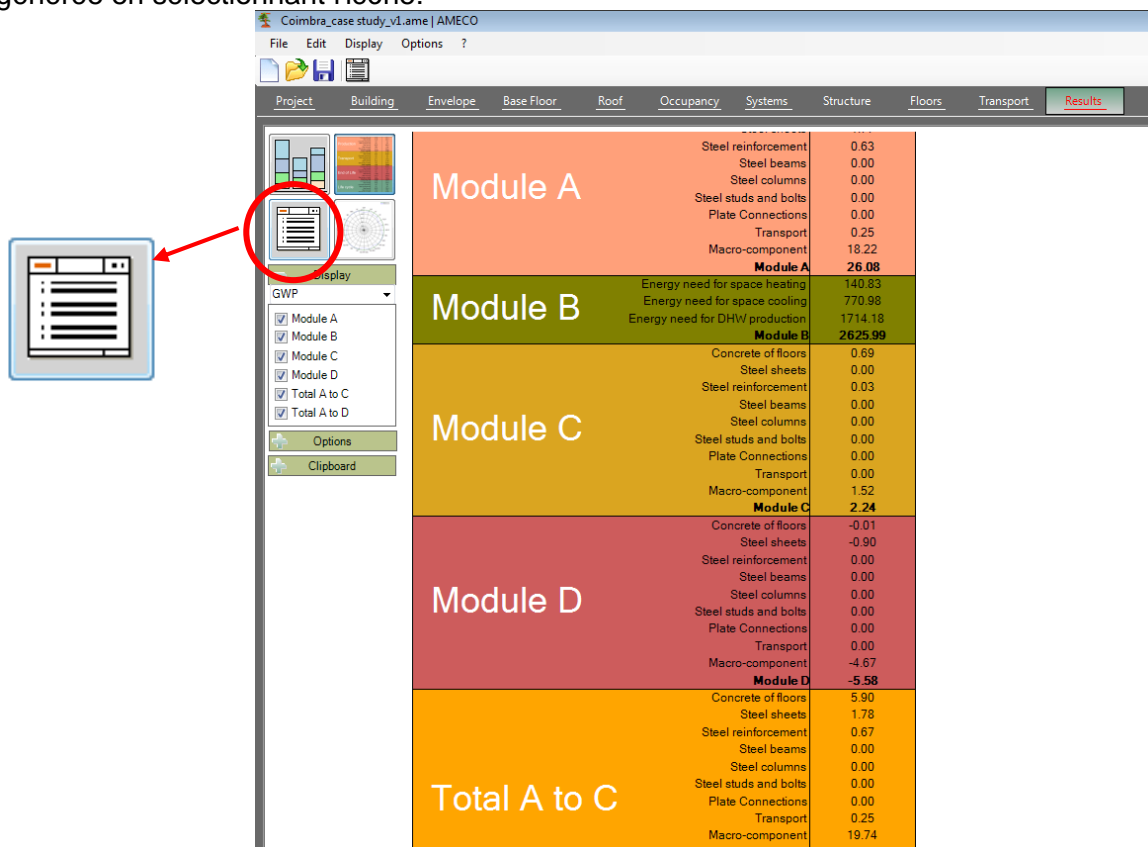 Coimbra_case study_v1.ame | AMECO
File Edit Display Options ?
Project Building Envelope Base Floor Roof Occupancy Systems Structure Floors Transport Results
Module A
Steel reinforcement 0.63
Steel beams 0.00
Steel columns 0.00
Steel studs and bolts 0.00
Plate Connections 0.00
Transport 0.25
Macro-component 18.22
Module A 26.08
Module B
Energy need for space heating 140.83
Energy need for space cooling 770.98
Energy need for DHW production 1714.18
Module B 2625.99
Display
GWP
Module A
Module B
Module C
Module D
Total A to C
Total A to D
Options
Clipboard
Module C
Concrete of floors 0.69
Steel sheets 0.00
Steel reinforcement 0.03
Steel beams 0.00
Steel columns 0.00
Steel studs and bolts 0.00
Plate Connections 0.00
Transport 0.00
Macro-component 1.52
Module C 2.24
Module D
Concrete of floors -0.01
Steel sheets -0.90
Steel reinforcement 0.00
Steel beams 0.00
Steel columns 0.00
Steel studs and bolts 0.00
Plate Connections 0.00
Transport 0.00
Macro-component -4.67
Module D -5.58
Total A to C
Concrete of floors 5.90
Steel sheets 1.78
Steel reinforcement 0.67
Steel beams 0.00
Steel columns 0.00
Steel studs and bolts 0.00
Plate Connections 0.00
Transport 0.25
Macro-component 19.74